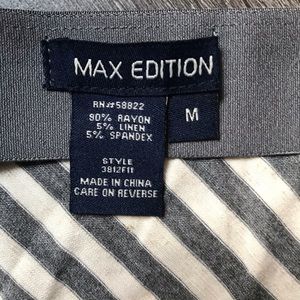 MAX EDITION
RN#58822
90% RAYON
5% LINEN
5% SPANDEX
M
STYLE
3812F11
MADE IN CHINA
CARE ON REVERSE